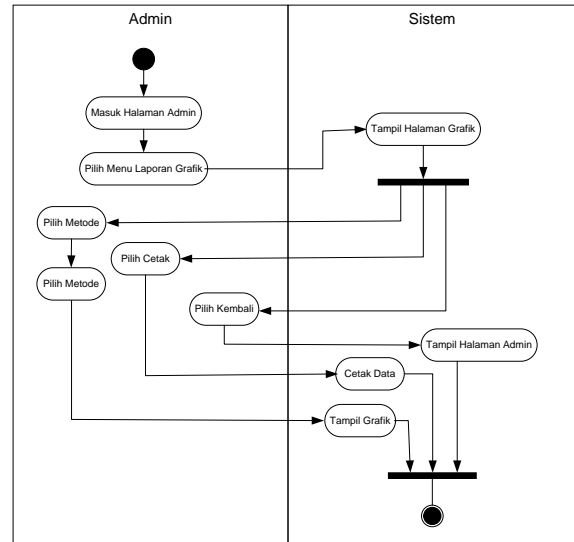 Admin
Sistem
Masuk Halaman Admin
Tampil Halaman Grafik
Pilih Menu Laporan Grafik
Pilih Metode
Pilih Cetak
Pilih Metode
Pilih Kembali
Tampil Halaman Admin
Cetak Data
Tampil Grafik